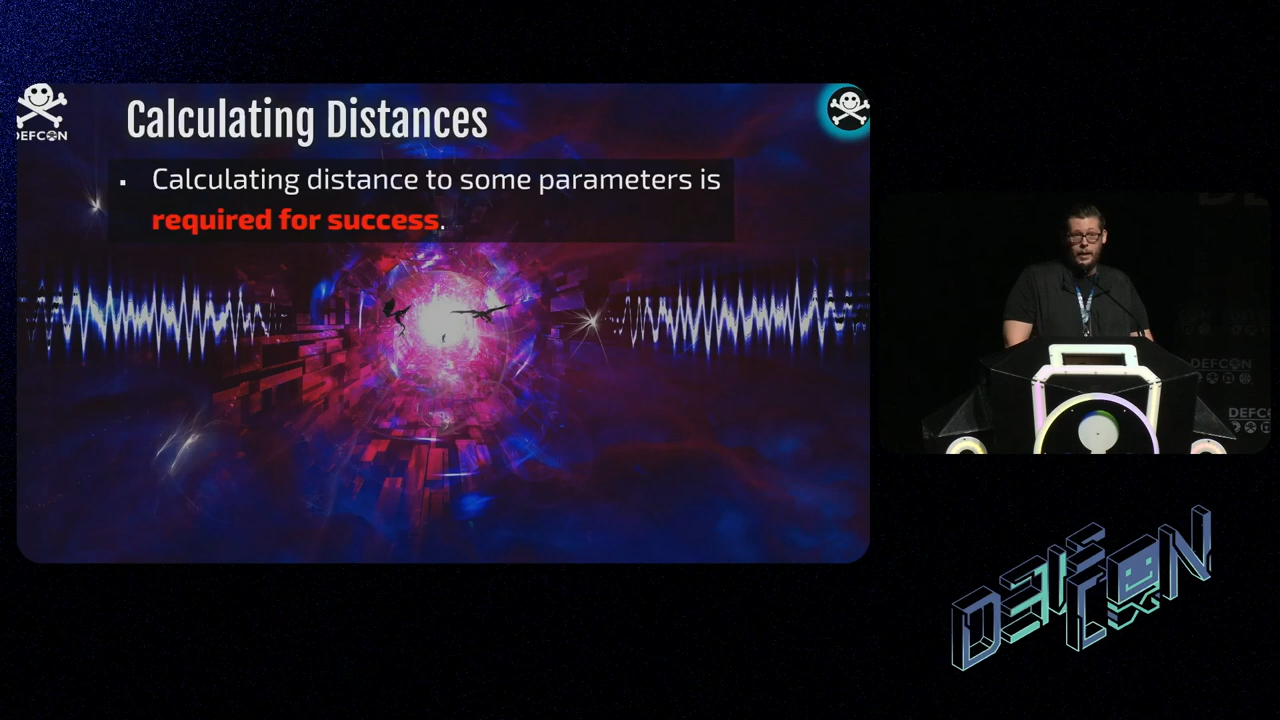 DEFCON
Calculating Distances
▪ Calculating distance to some parameters is
required for success.
DEFCON
DEFCON